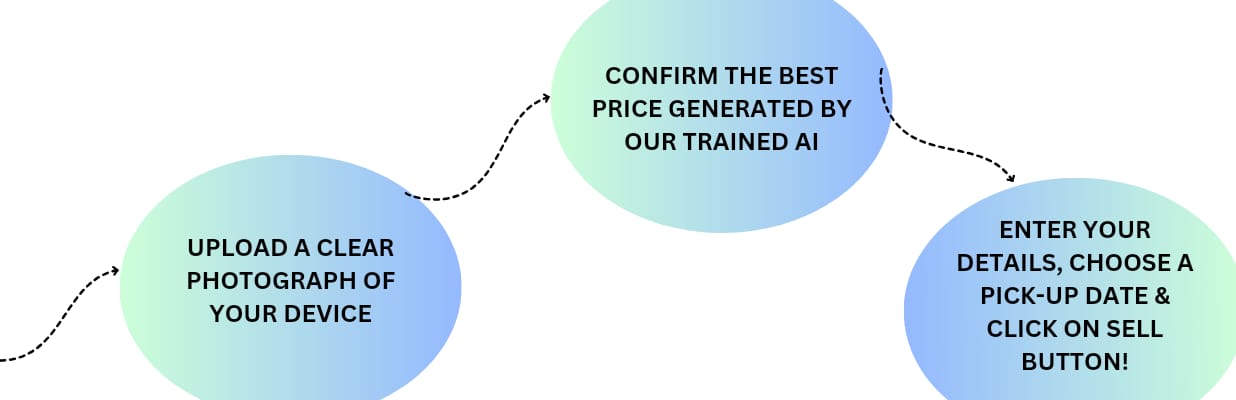 UPLOAD A CLEAR
PHOTOGRAPH OF
YOUR DEVICE
CONFIRM THE BEST
PRICE GENERATED BY
OUR TRAINED AI
ENTER YOUR
DETAILS, CHOOSE A
PICK-UP DATE &
CLICK ON SELL
BUTTON!